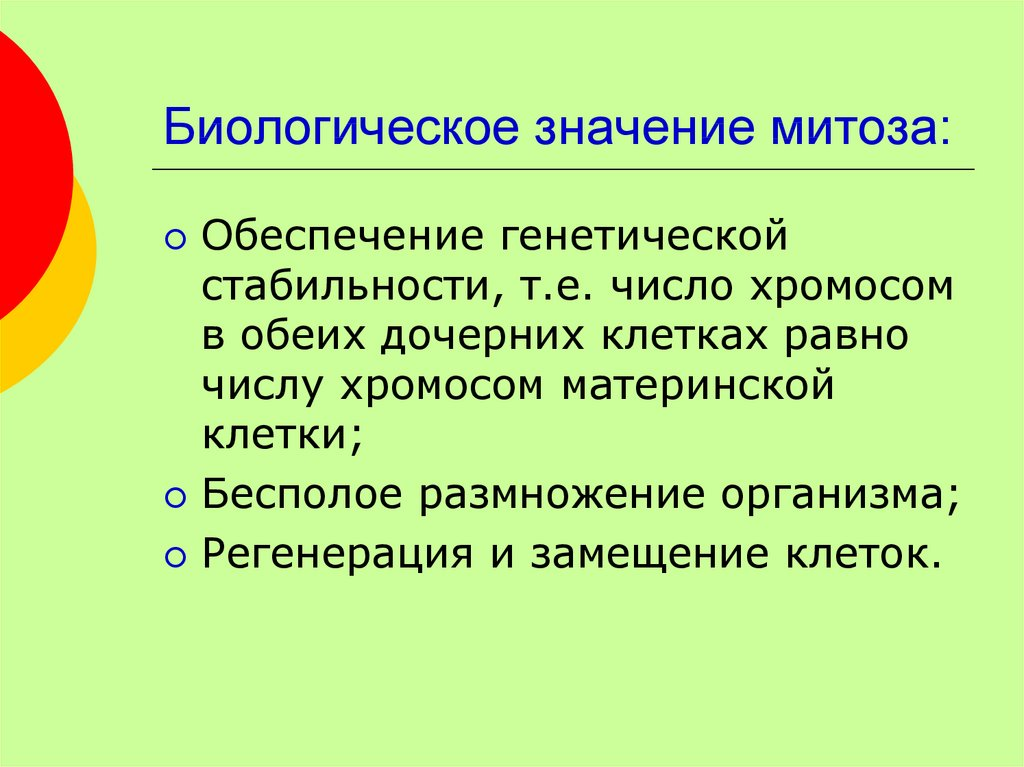 Биологическое значение митоза:
Обеспечение генетической
стабильности, т.е. число хромосом
в обеих дочерних клетках равно
числу хромосом материнской
клетки;
Бесполое размножение организма;
Регенерация и замещение клеток.